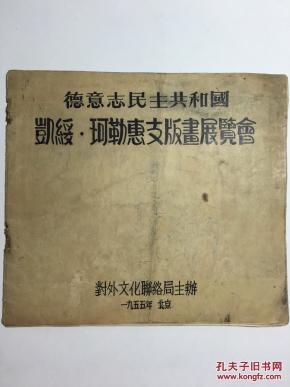 德意志民主共和國
凱綏·珂勒惠支版畫展覽會
對外文化聯絡局主辦
一九五五年 北京
孔夫子旧书网